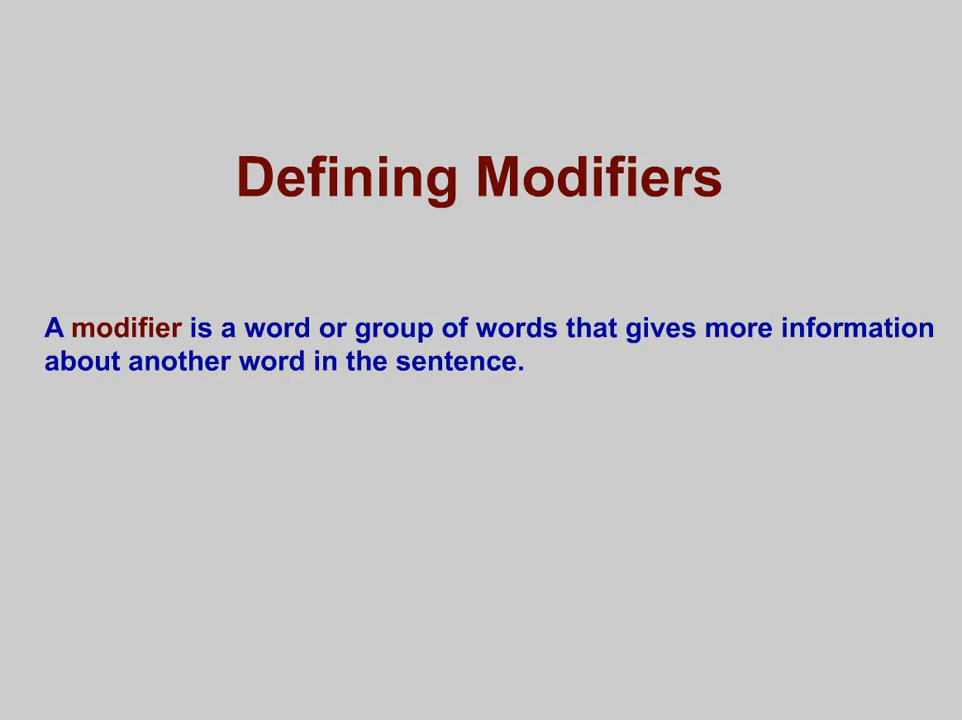 Defining Modifiers
A modifier is a word or group of words that gives more information
about another word in the sentence.